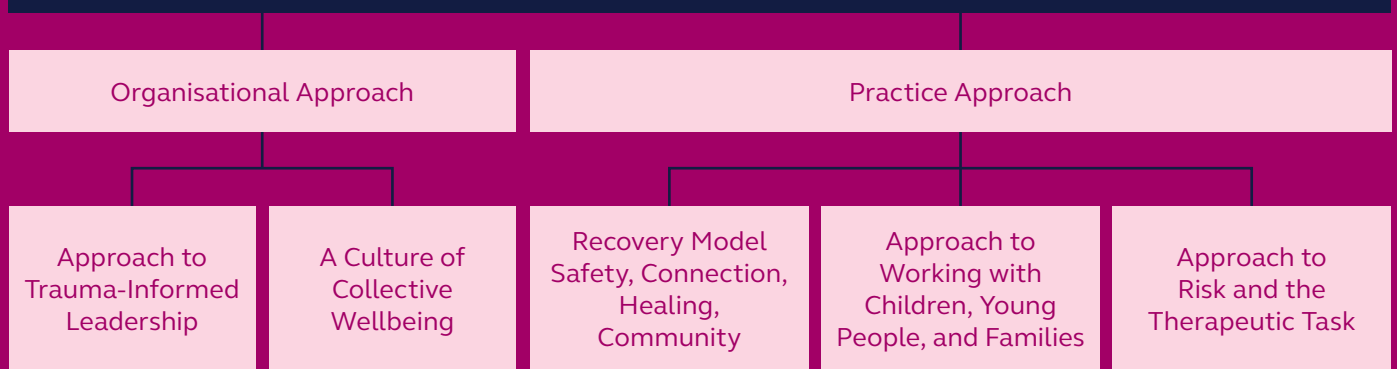 Organisational Approach
Practice Approach
Approach to
Trauma-Informed
Leadership
A Culture of
Collective
Wellbeing
Recovery Model
Safety, Connection,
Healing,
Community
Approach to
Working with
Children, Young
People, and Families
Approach to
Risk and the
Therapeutic Task